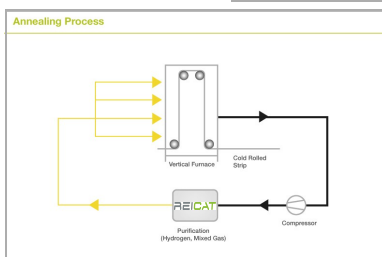 Annealing Process
Vertical Furnace
Cold Rolled
Strip
REICAT
Compressor
Purification
(Hydrogen, Mixed Gas)